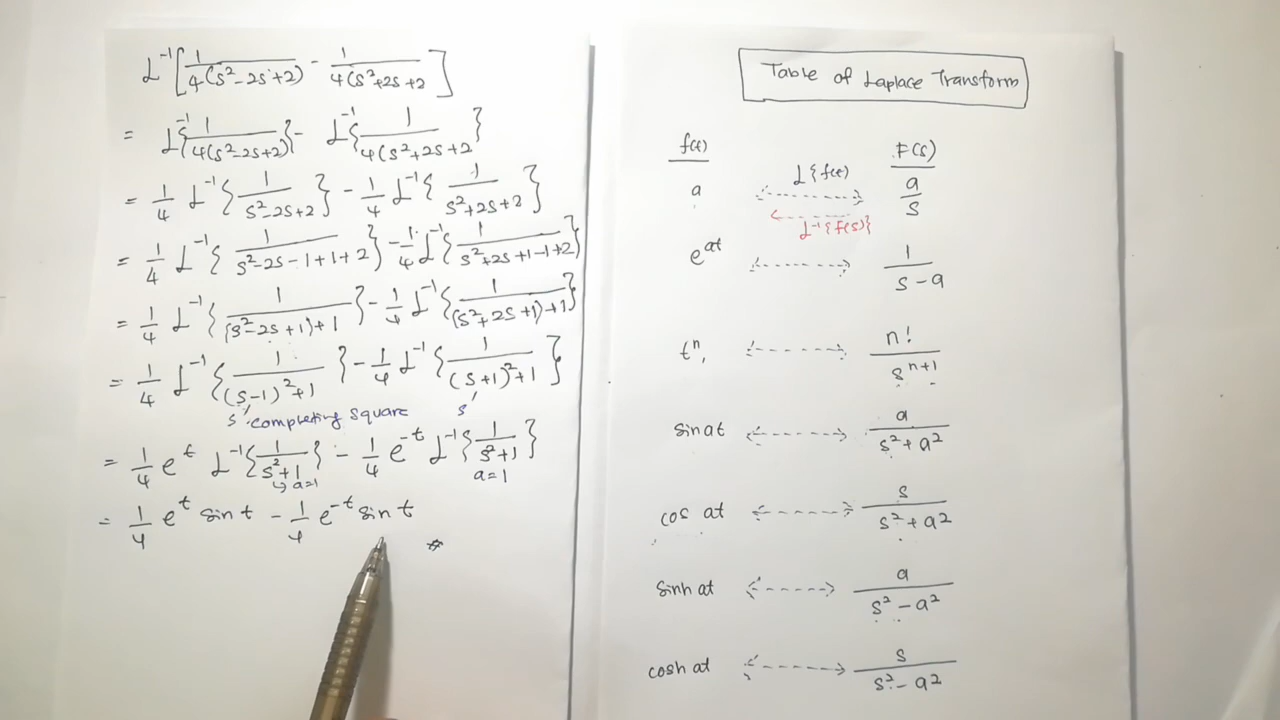 L⁻¹[1/4(s²-2s+2) - 1/4(s²+2s+2]
= L⁻¹{1/4(s²-2s+2)} - L⁻¹{1/4(s²+2s+2}
= 1/4 L⁻¹{1/s²-2s+2} - 1/4 L⁻¹{1/s²+2s+2}
= 1/4 L⁻¹{1/s²-2s-1+1+2} - 1/4 L⁻¹{1/s²+2s+1-1+2}
= 1/4 L⁻¹{1/(s²-2s+1)+1} - 1/4 L⁻¹{1/(s²+2s+1)+1}
= 1/4 L⁻¹{1/(s-1)²+1} - 1/4 L⁻¹{1/(s+1)²+1}
s' completing square s'
= 1/4 e^t L⁻¹{1/s²+1} - 1/4 e^-t L⁻¹{1/s²+1}
↳ a=1 a=1
= 1/4 e^t sin t - 1/4 e^-t sin t
Table of Laplace Transform
f(t) F(s)
L{f(t)}
a a/s
L⁻¹{f(s)}
e^at 1/s-a
t^n, n!/s^n+1
sin at a/s²+a²
cos at s/s²+a²
sinh at a/s²-a²
cosh at s/s²-a²